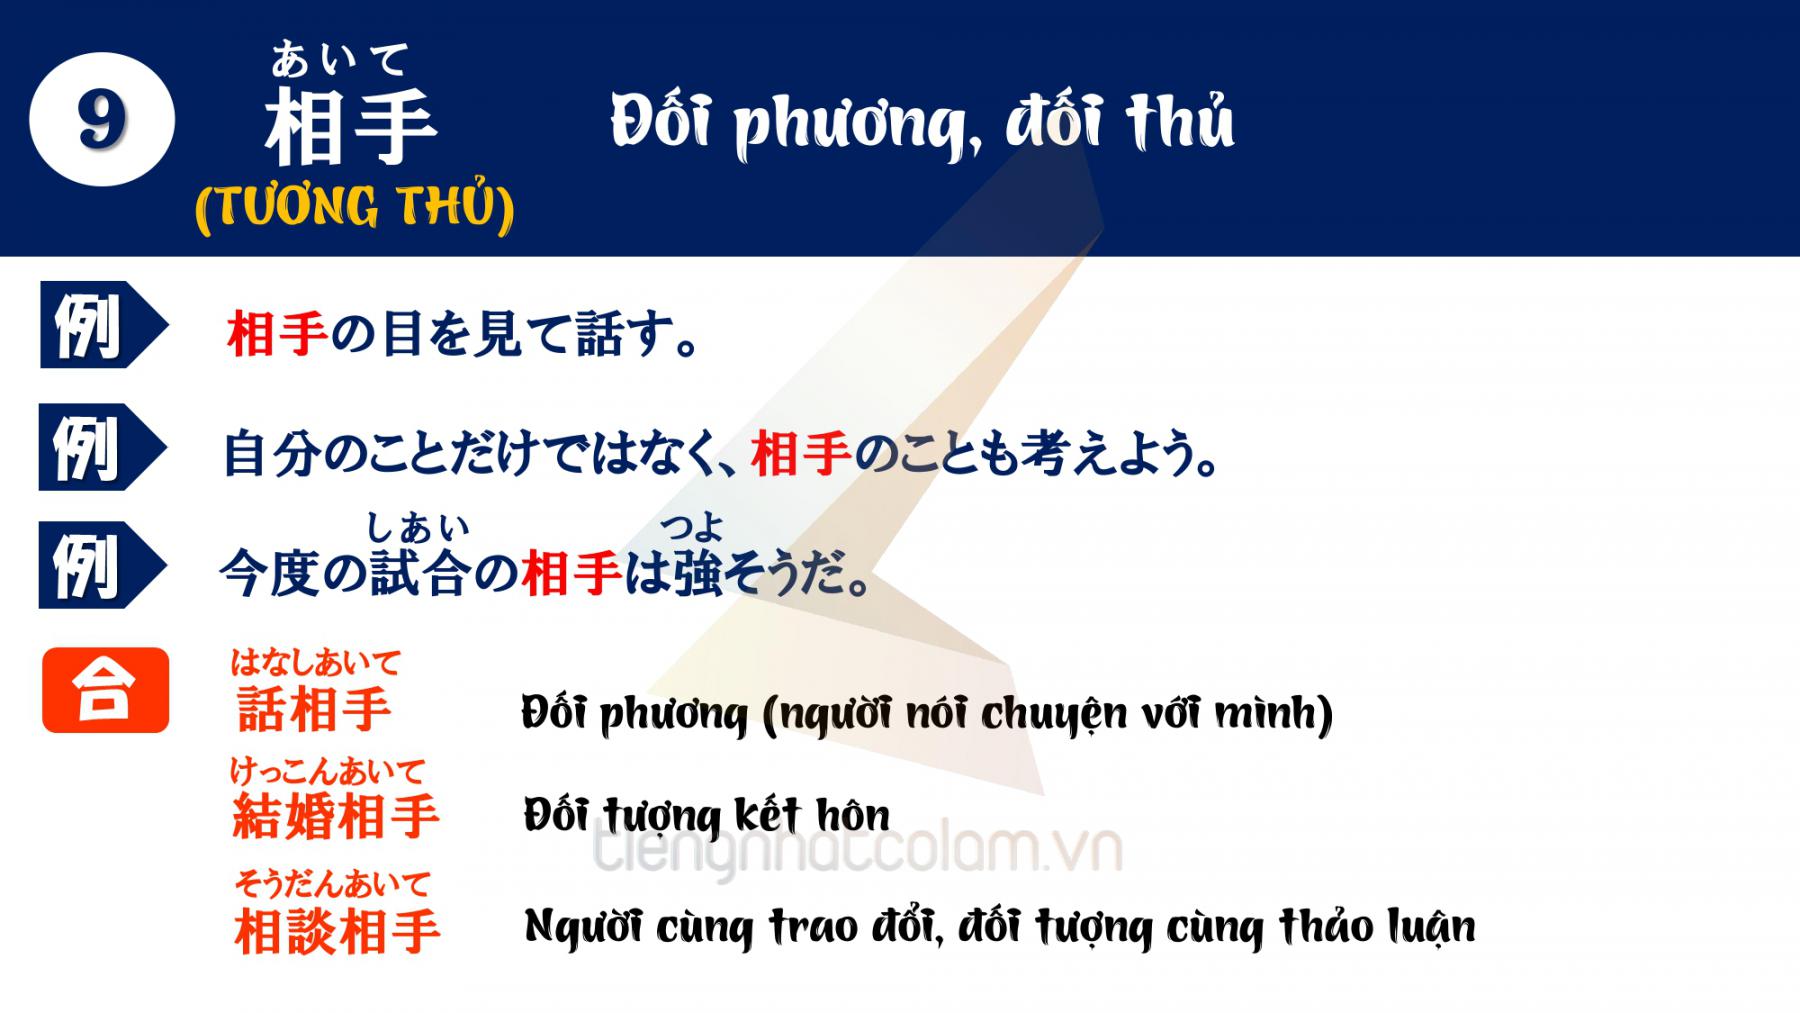 9
あいて
相手
Đối phương, đối thủ
(TƯƠNG THỦ)
例 相手の目を見て話す。
例 自分のことだけではなく、相手のことも考えよう。
しあい つよ
例 今度の試合の相手は強そうだ。
はなしあいて
合 話相手 Đối phương (người nói chuyện với mình)
けっこんあいて
結婚相手 Đối tượng kết hôn
tiengnhatcolam.vn
そうだんあいて
相談相手 Người cùng trao đổi, đối tượng cùng thảo luận